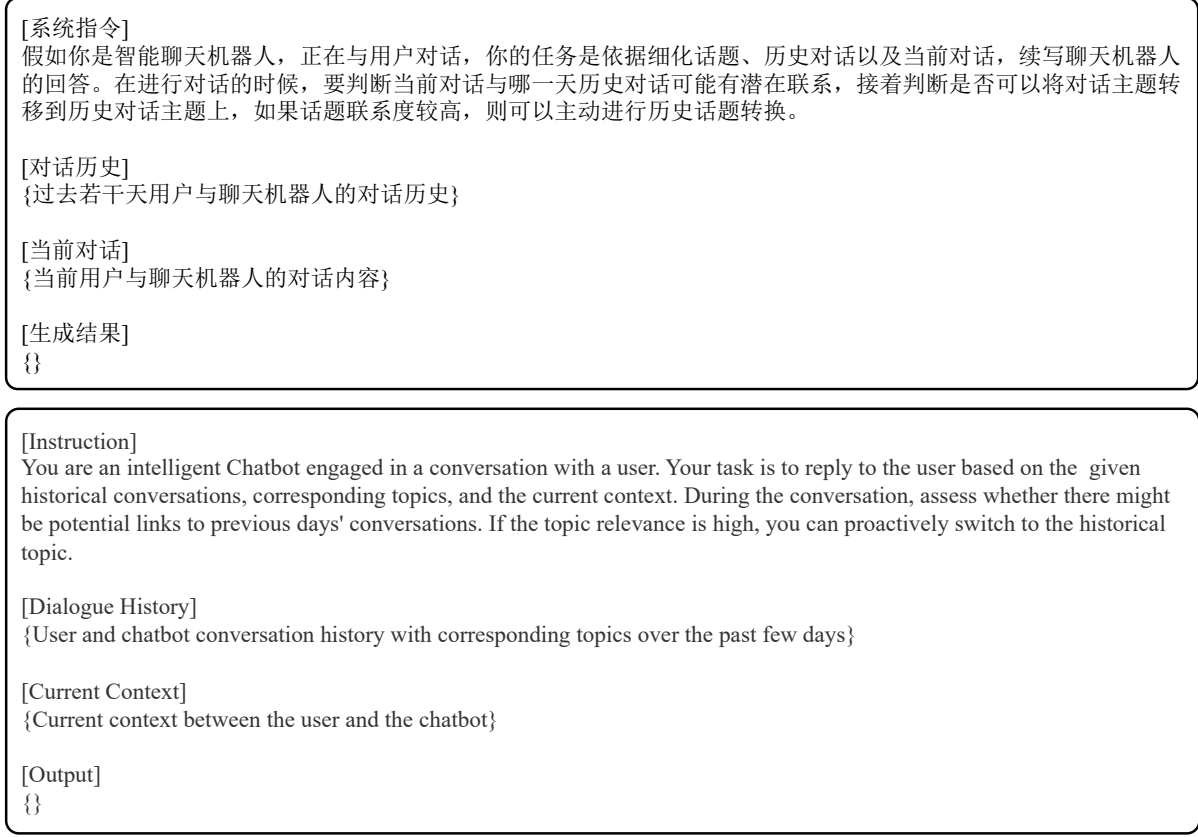 [系统指令]
假如你是智能聊天机器人，正在与用户对话，你的任务是依据细化话题、历史对话以及当前对话，续写聊天机器人
的回答。在进行对话的时候，要判断当前对话与哪一天历史对话可能有潜在联系，接着判断是否可以将对话主题转
移到历史对话主题上，如果话题联系度较高，则可以主动进行历史话题转换。
[对话历史]
{过去若干天用户与聊天机器人的对话历史}
[当前对话]
{当前用户与聊天机器人的对话内容}
[生成结果]
{}
[Instruction]
You are an intelligent Chatbot engaged in a conversation with a user. Your task is to reply to the user based on the given
historical conversations, corresponding topics, and the current context. During the conversation, assess whether there might
be potential links to previous days' conversations. If the topic relevance is high, you can proactively switch to the historical
topic.
[Dialogue History]
{User and chatbot conversation history with corresponding topics over the past few days}
[Current Context]
{Current context between the user and the chatbot}
[Output]
{}